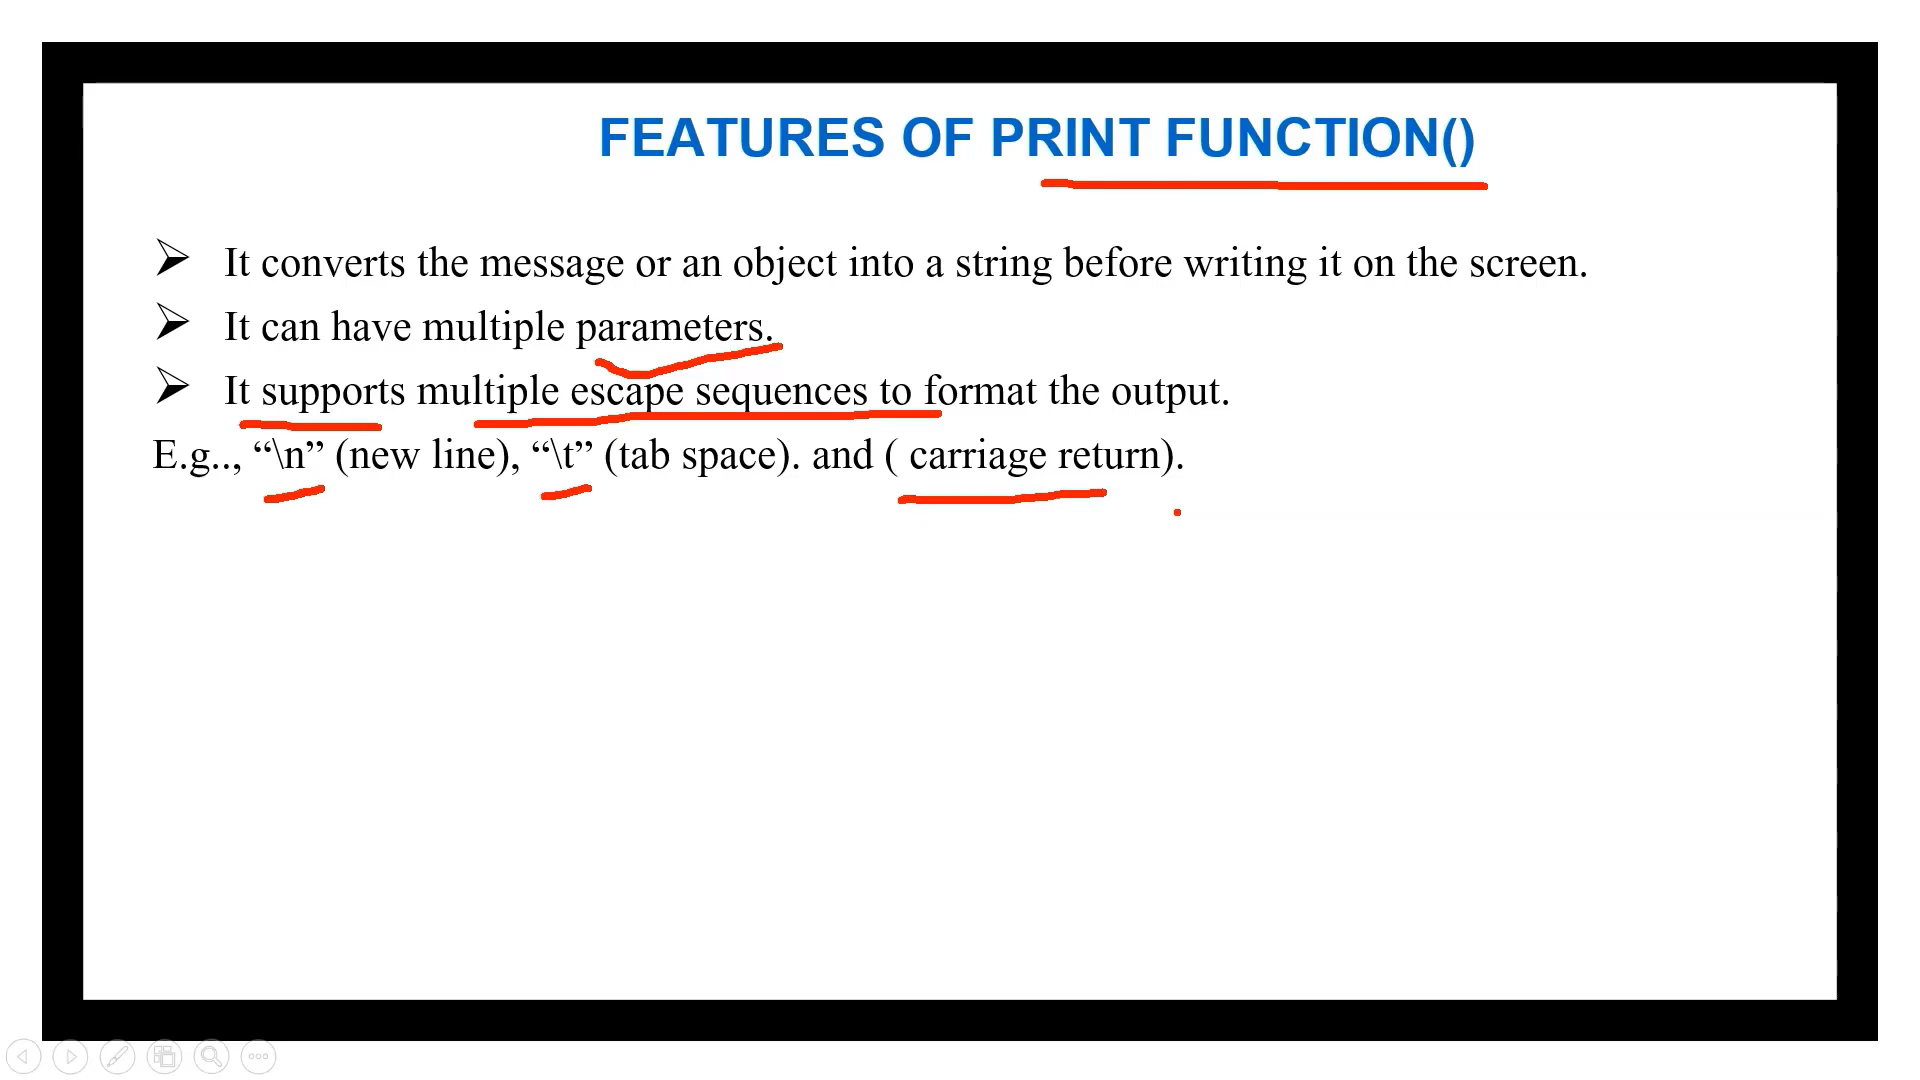 FEATURES OF PRINT FUNCTION()
➢ It converts the message or an object into a string before writing it on the screen.
➢ It can have multiple parameters.
➢ It supports multiple escape sequences to format the output.
E.g.., “\n” (new line), “\t” (tab space). and ( carriage return).